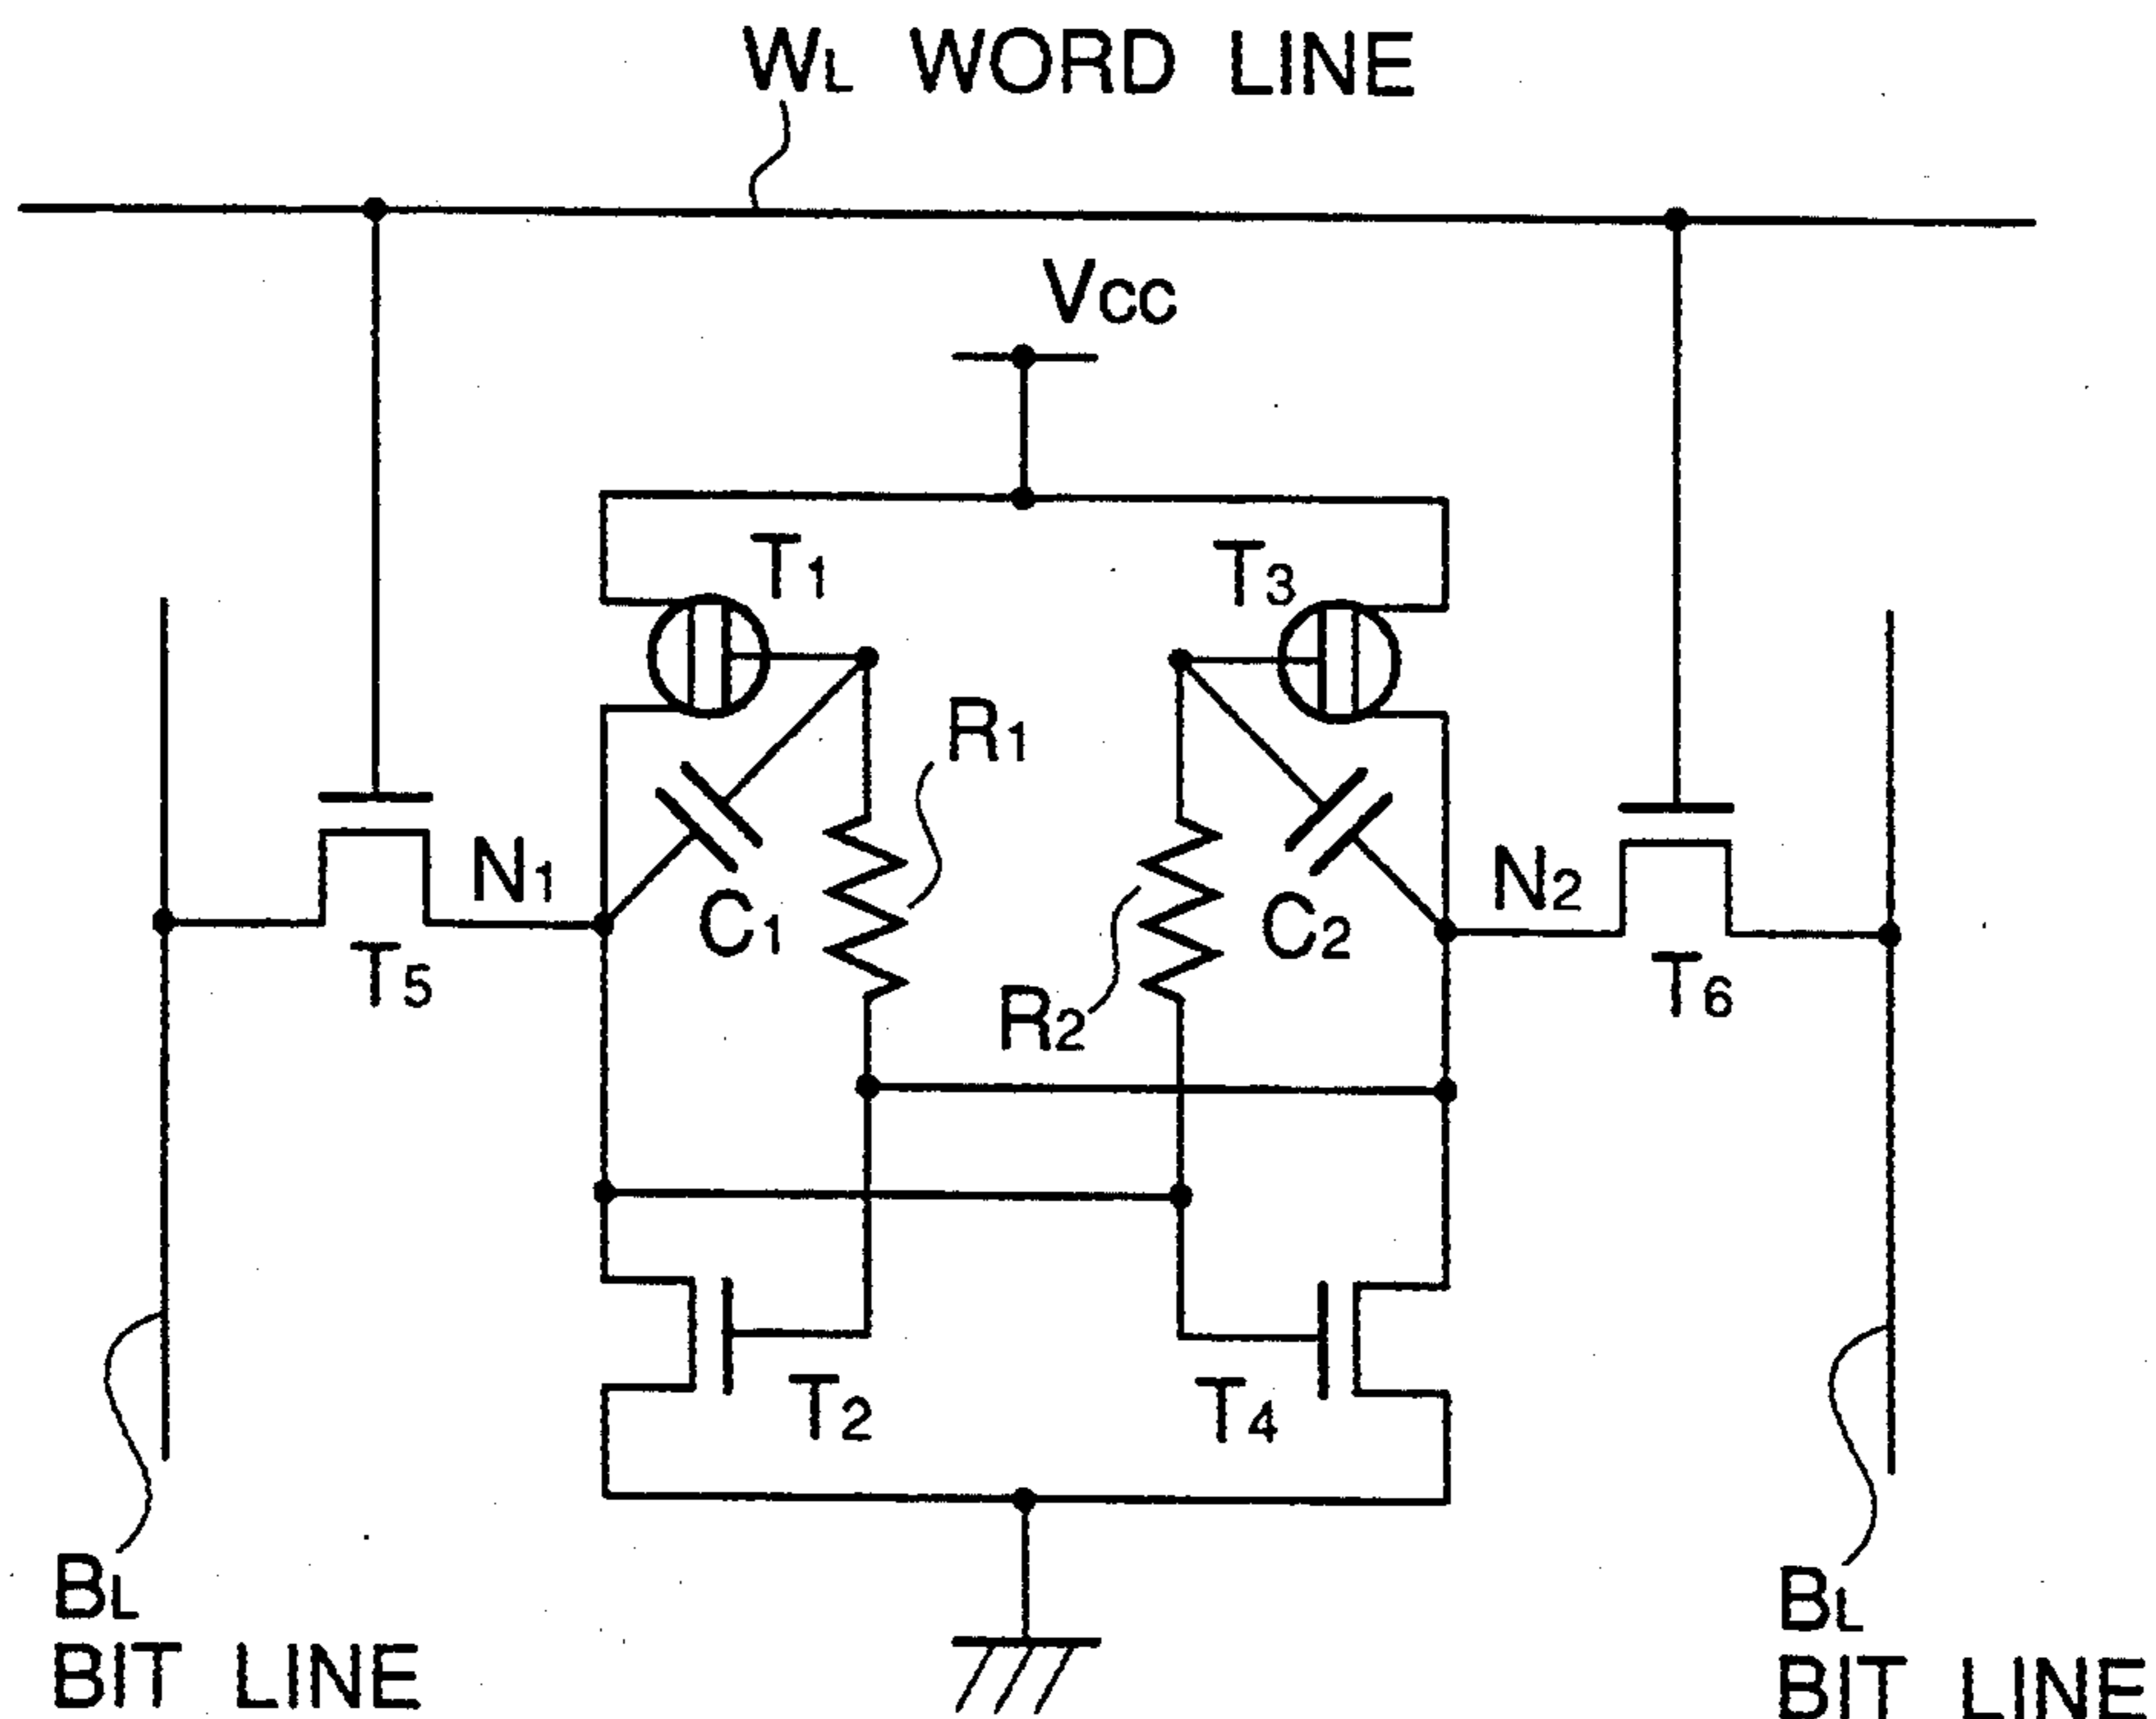 WL WORD LINE
VCC
T1
T3
R1
N1
C1
C2
N2
T5
R2
T6
T2
T4
BL
BIT LINE
BL
BIT LINE